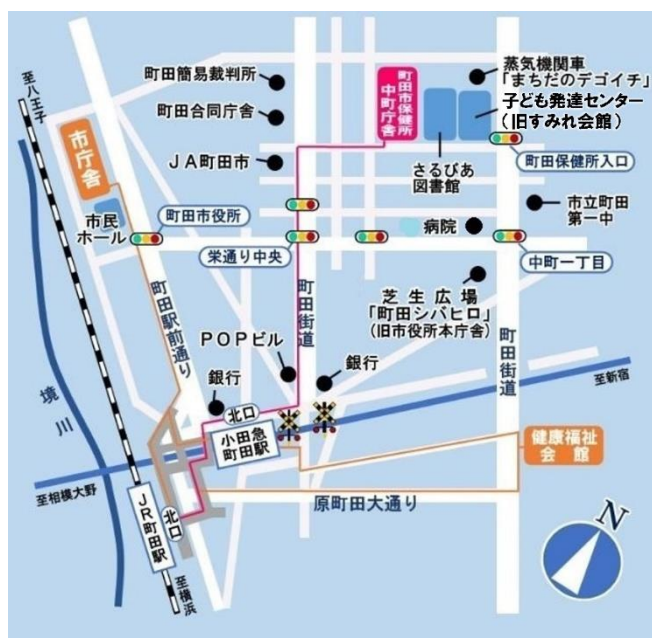 至八王子
町田簡易裁判所
町田合同庁舎
JA町田市
町田市保健所
中町庁舎
蒸気機関車
「まちだのデゴイチ」
子ども発達センター
(旧すみれ会館)
さるびあ
図書館
町田保健所入口
市庁舎
市民
ホール
町田市役所
栄通り中央
病院
市立町田
第一中
中町一丁目
芝生広場
「町田シバヒロ」
(旧市役所本庁舎)
町田駅前通り
町田街道
町田街道
POPビル
銀行
銀行
至新宿
境川
北口
小田急
町田駅
健康福祉
会館
至相模大野
JR町田駅
北口
原町田大通り
至横浜
N